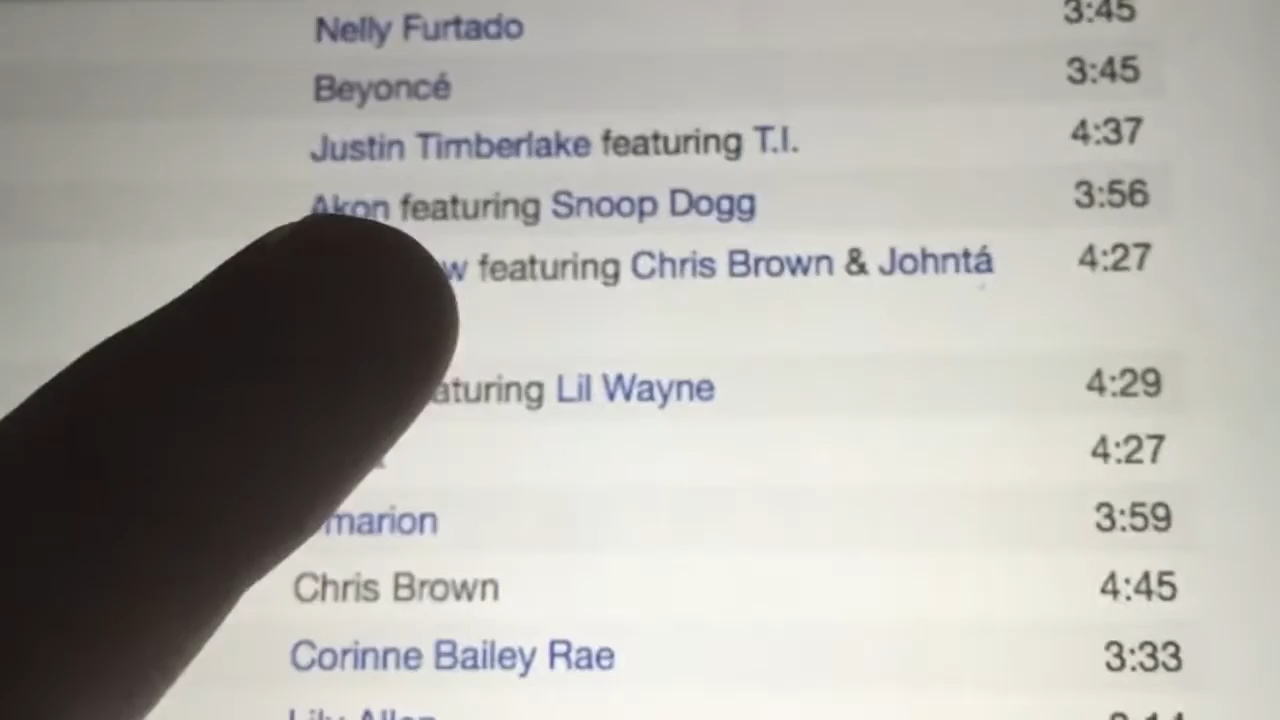 Nelly Furtado 3:45
Beyoncé 3:45
Justin Timberlake featuring T.I. 4:37
Akon featuring Snoop Dogg 3:56
w featuring Chris Brown & Johntá 4:27
aturing Lil Wayne 4:29
4:27
marion 3:59
Chris Brown 4:45
Corinne Bailey Rae 3:33
Lily Allen